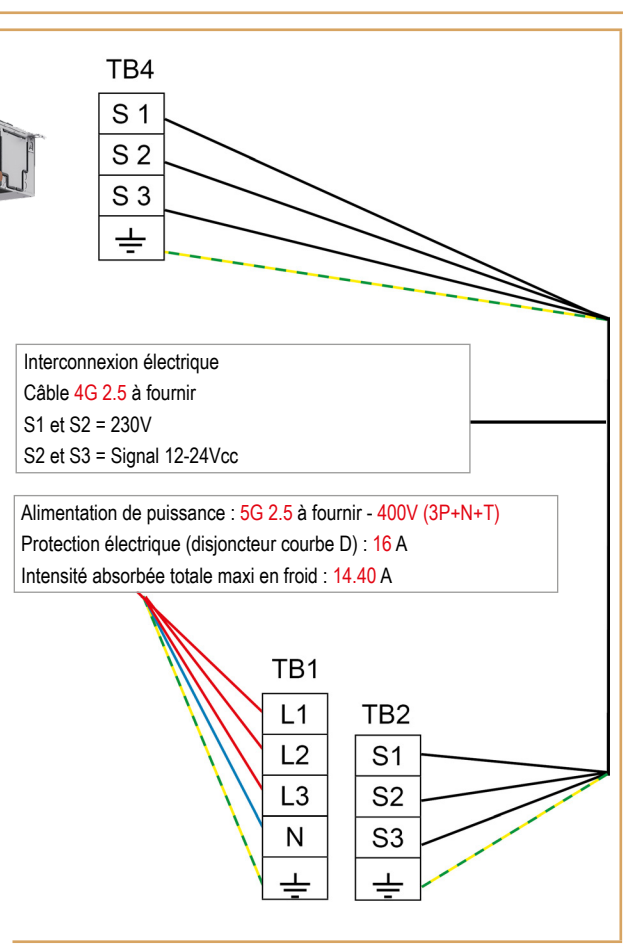 TB4
S 1
S 2
S 3
Interconnexion électrique
Câble 4G 2.5 à fournir
S1 et S2 = 230V
S2 et S3 = Signal 12-24Vcc
Alimentation de puissance : 5G 2.5 à fournir - 400V (3P+N+T)
Protection électrique (disjoncteur courbe D) : 16 A
Intensité absorbée totale maxi en froid : 14.40 A
TB1
L1
L2
L3
N
TB2
S1
S2
S3